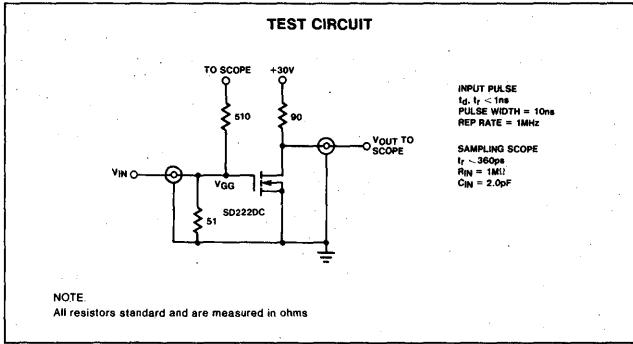 TEST CIRCUIT
TO SCOPE
+30V
510
90
VOUT TO
SCOPE
VIN
VGG
SD222DC
51
INPUT PULSE
td, tr < 1ns
PULSE WIDTH = 10ns
REP RATE = 1MHz
SAMPLING SCOPE
tr < 360ps
RIN = 1MΩ
CIN = 2.0pF
NOTE.
All resistors standard and are measured in ohms